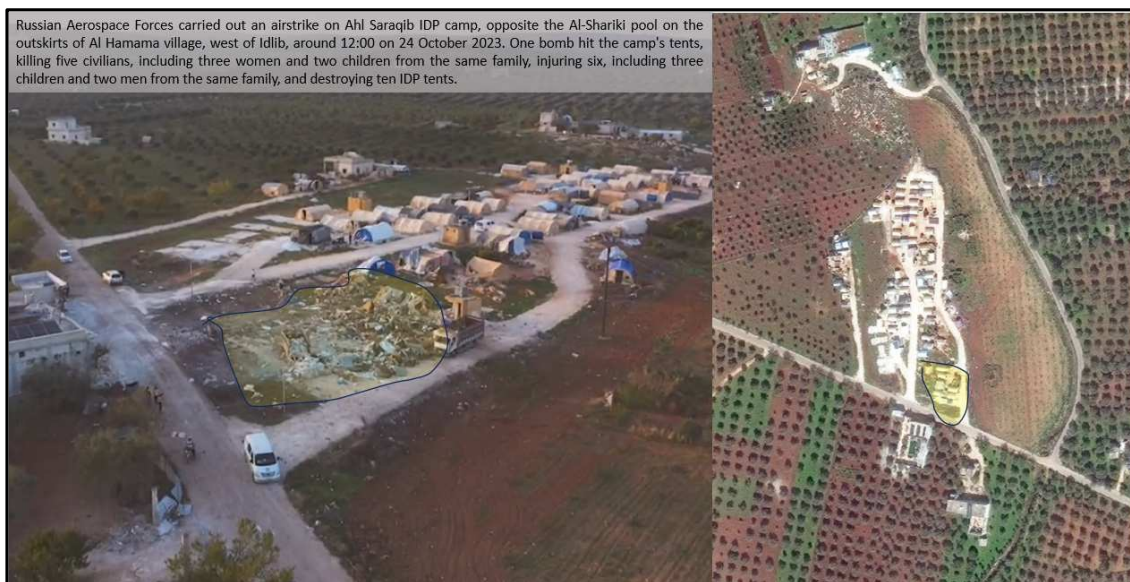 Russian Aerospace Forces carried out an airstrike on Ahl Saraqib IDP camp, opposite the Al-Shariki pool on the
outskirts of Al Hamama village, west of Idlib, around 12:00 on 24 October 2023. One bomb hit the camp's tents,
killing five civilians, including three women and two children from the same family, injuring six, including three
children and two men from the same family, and destroying ten IDP tents.